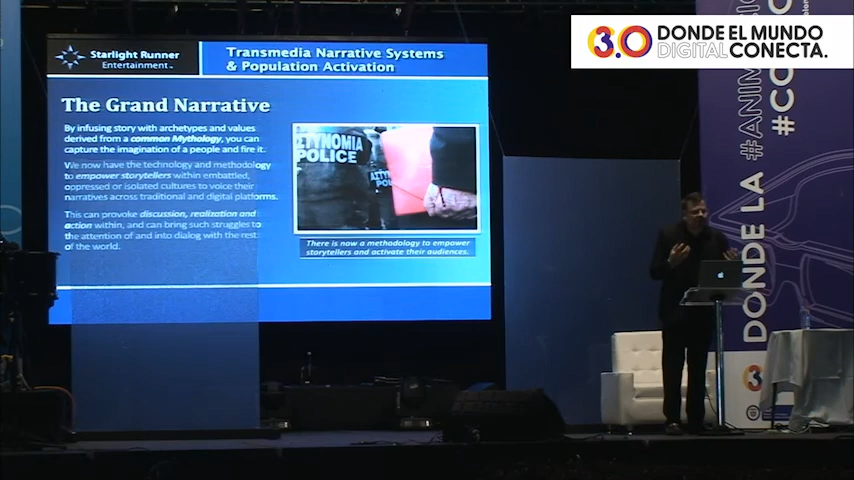 Starlight Runner
Entertainment
Transmedia Narrative Systems
& Population Activation
The Grand Narrative
By infusing story with archetypes and values
derived from a common Mythology, you can
capture the imagination of a people and fire it.
We now have the technology and methodology
to empower storytellers within embattled,
oppressed or isolated cultures to voice their
narratives across traditional and digital platforms.
This can provoke discussion, realization and
action within, and can bring such struggles to
the attention of and into dialog with the rest
of the world.
ΣΤΥΝΟΜΙΑ
POLICE
There is now a methodology to empower
storytellers and activate their audiences.
3.0
DONDE EL MUNDO
DIGITAL CONECTA.
DONDE LA
3